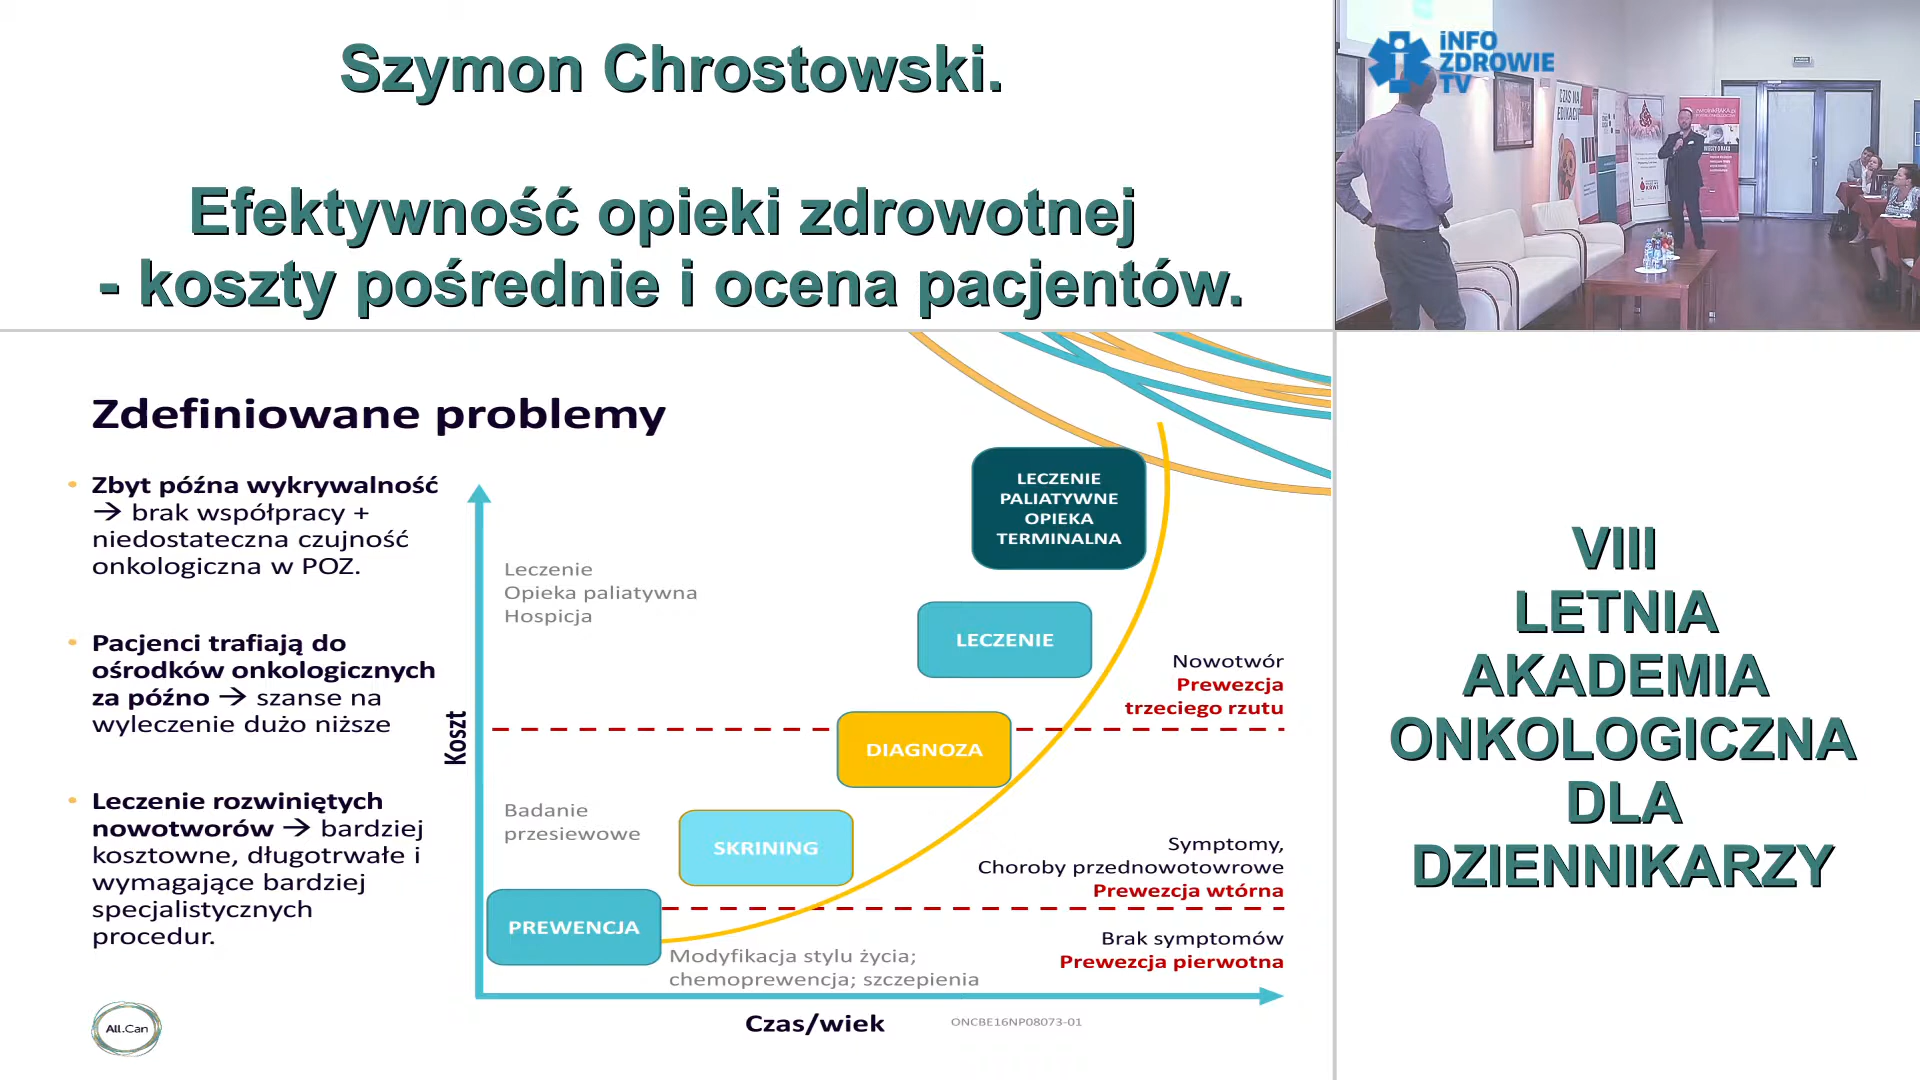 Szymon Chrostowski.
Efektywność opieki zdrowotnej
- koszty pośrednie i ocena pacjentów.
iNFO
ZDROWIE
TV
CZAS NA
EDUKACJ
KRWI
Zdefiniowane problemy
• Zbyt późna wykrywalność
→ brak współpracy +
niedostateczna czujność
onkologiczna w POZ.
• Pacjenci trafiają do
ośrodków onkologicznych
za późno → szanse na
wyleczenie dużo niższe
• Leczenie rozwiniętych
nowotworów → bardziej
kosztowne, długotrwałe i
wymagające bardziej
specjalistycznych
procedur.
All.Can
Koszt
Leczenie
Opieka paliatywna
Hospicja
Badanie
przesiewowe
LECZENIE
PALIATYWNE
OPIEKA
TERMINALNA
LECZENIE
DIAGNOZA
SKRINING
PREWENCJA
Nowotwór
Prewezcja
trzeciego rzutu
Symptomy,
Choroby przednowotowrowe
Prewezcja wtórna
Brak symptomów
Prewezcja pierwotna
Modyfikacja stylu życia;
chemoprewencja; szczepienia
Czas/wiek
ONCBE16NP08073-01
VIII
LETNIA
AKADEMIA
ONKOLOGICZNA
DLA
DZIENNIKARZY